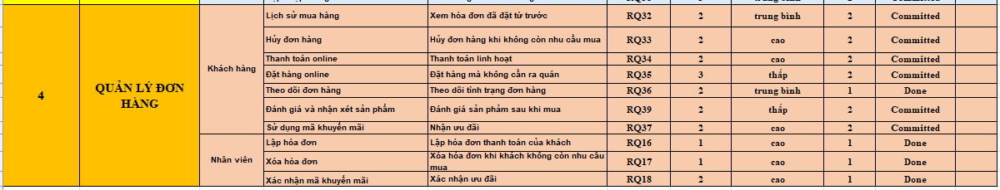 Lịch sử mua hàng Xem hóa đơn đã đặt từ trước RQ32 2 trung bình 2 Committed
Hủy đơn hàng Hủy đơn hàng khi không còn nhu cầu mua RQ33 2 cao 2 Committed
Khách hàng
Thanh toán online Thanh toán linh hoạt RQ34 2 cao 2 Committed
Đặt hàng online Đặt hàng mà không cần ra quán RQ35 3 thấp 2 Committed
4 QUẢN LÝ ĐƠN
HÀNG
Theo dõi đơn hàng Theo dõi tình trạng đơn hàng RQ36 2 trung bình 1 Done
Đánh giá và nhận xét sản phẩm Đánh giá sản phẩm sau khi mua RQ39 2 thấp 2 Committed
Sử dụng mã khuyến mãi Nhận ưu đãi RQ37 2 cao 2 Committed
Nhân viên
Lập hóa đơn Lập hóa đơn thanh toán của khách RQ16 1 cao 1 Done
Xóa hóa đơn Xóa hóa đơn khi khách không còn nhu cầu
mua RQ17 1 cao 1 Done
Xác nhận mã khuyến mãi Xác nhận ưu đãi RQ18 2 cao 1 Done